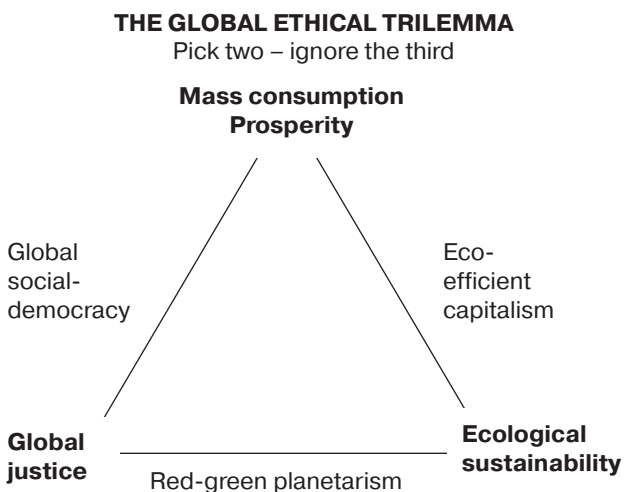 THE GLOBAL ETHICAL TRILEMMA
Pick two – ignore the third
Mass consumption
Prosperity
Global
social-
democracy
Eco-
efficient
capitalism
Global
justice
Ecological
sustainability
Red-green planetarism